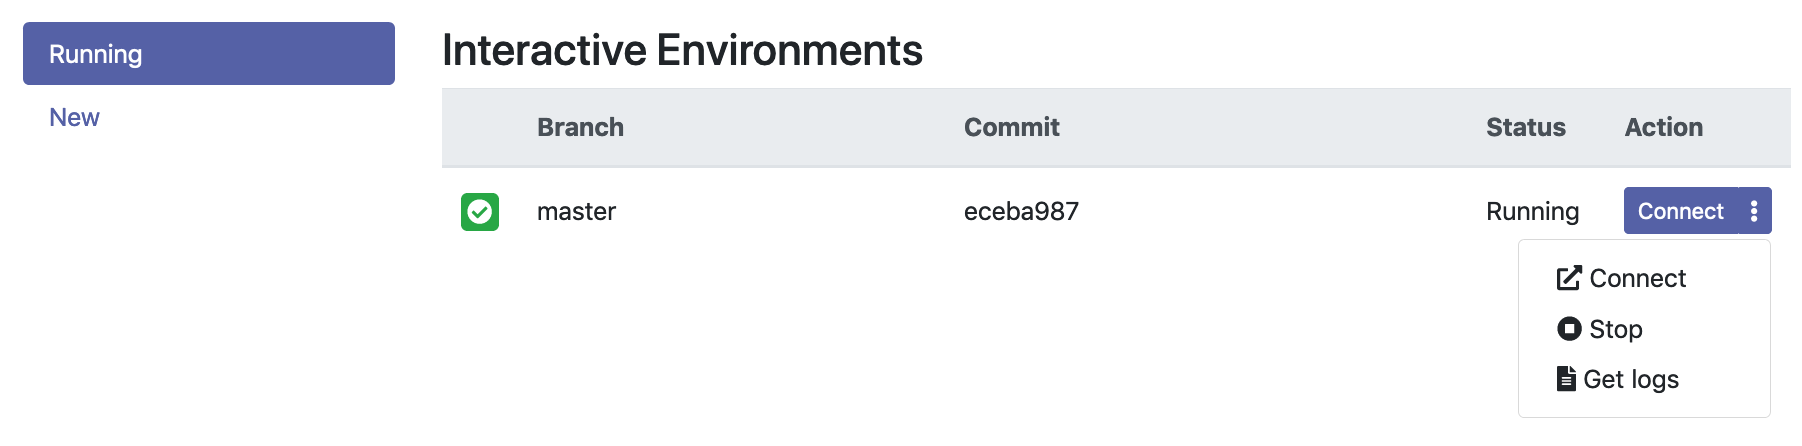 Running
New
Interactive Environments
Branch Commit Status Action
master eceba987 Running Connect
Connect
Stop
Get logs